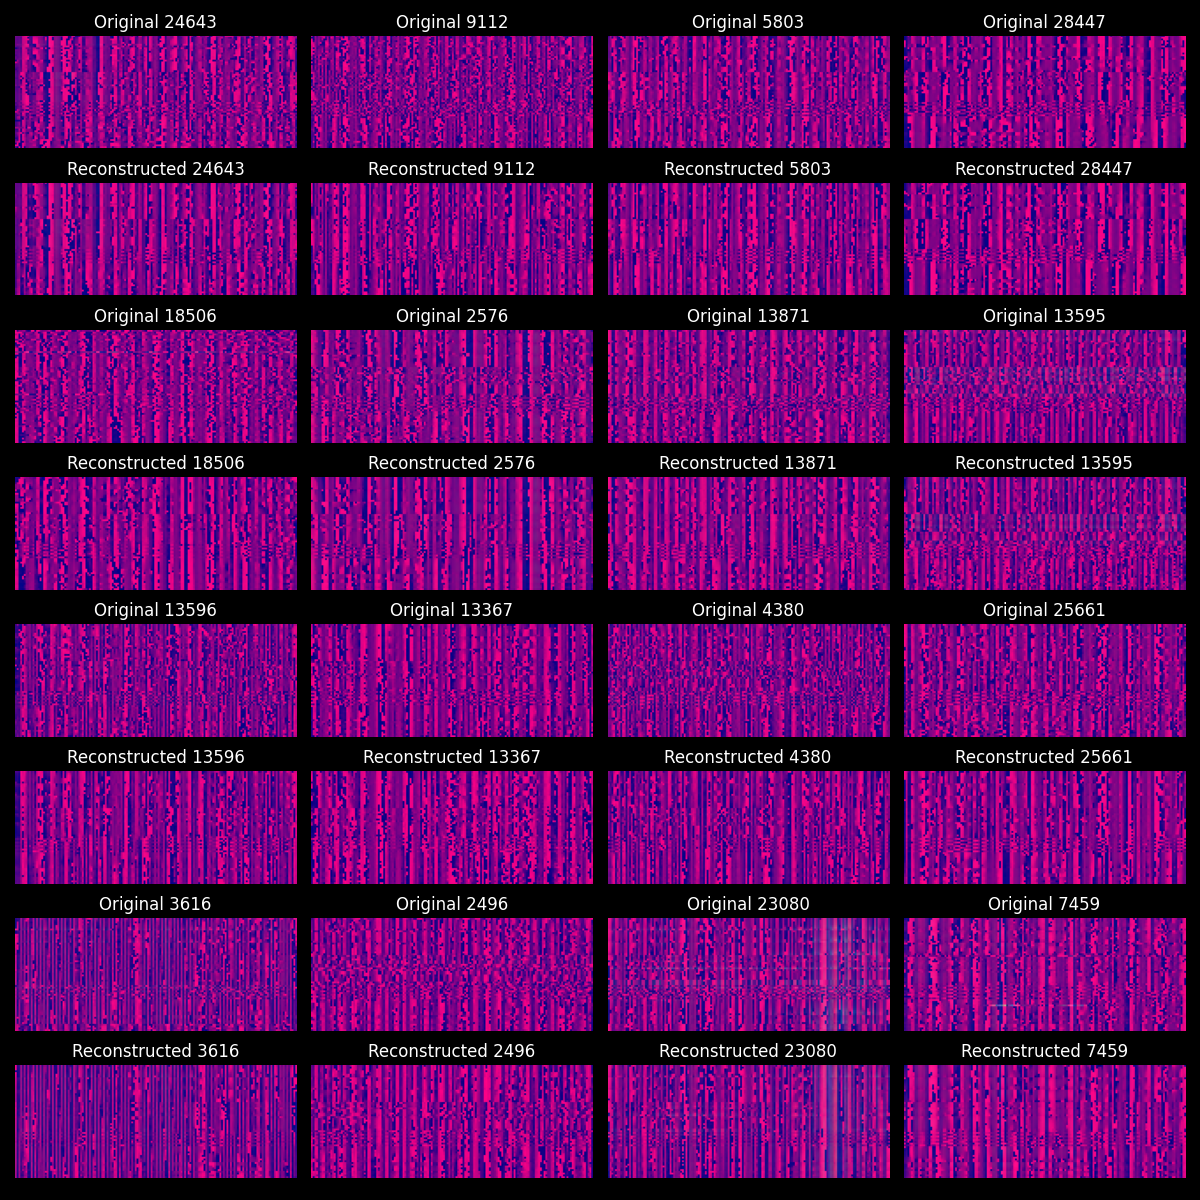 Original 24643 Original 9112 Original 5803 Original 28447
Reconstructed 24643 Reconstructed 9112 Reconstructed 5803 Reconstructed 28447
Original 18506 Original 2576 Original 13871 Original 13595
Reconstructed 18506 Reconstructed 2576 Reconstructed 13871 Reconstructed 13595
Original 13596 Original 13367 Original 4380 Original 25661
Reconstructed 13596 Reconstructed 13367 Reconstructed 4380 Reconstructed 25661
Original 3616 Original 2496 Original 23080 Original 7459
Reconstructed 3616 Reconstructed 2496 Reconstructed 23080 Reconstructed 7459